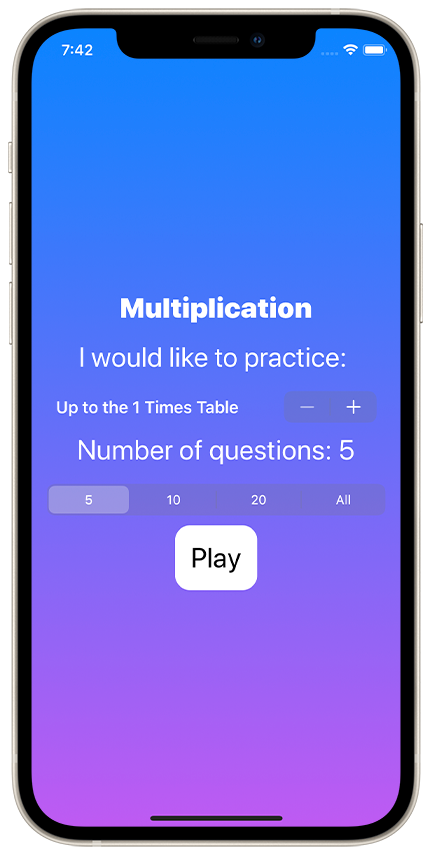 7:42
Multiplication
I would like to practice:
Up to the 1 Times Table
Number of questions: 5
5 10 20 All
Play